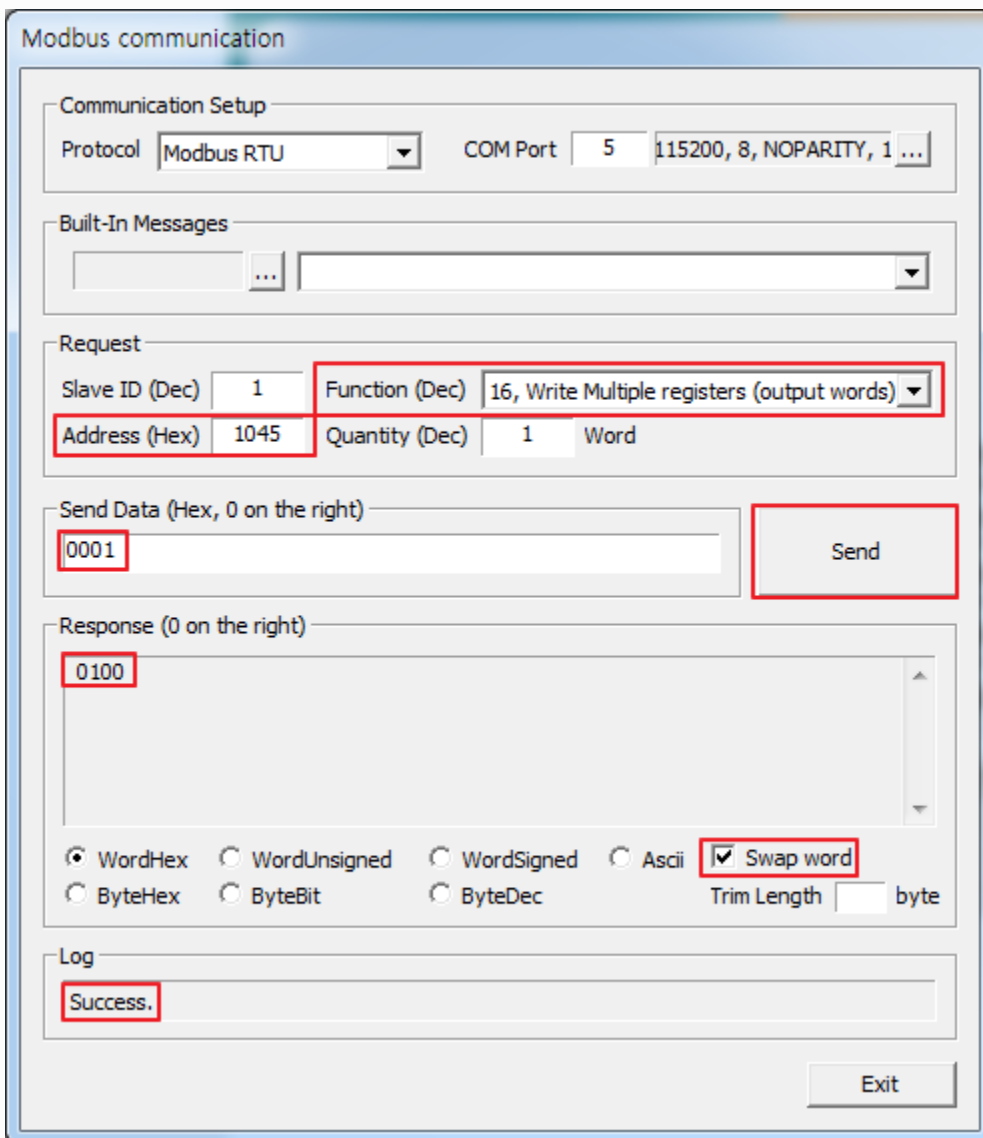 Modbus communication
Communication Setup
Protocol Modbus RTU COM Port 5 115200, 8, NOPARITY, 1 ...
Built-In Messages
...
Request
Slave ID (Dec) 1 Function (Dec) 16, Write Multiple registers (output words)
Address (Hex) 1045 Quantity (Dec) 1 Word
Send Data (Hex, 0 on the right)
0001 Send
Response (0 on the right)
0100
WordHex WordUnsigned WordSigned Ascii Swap word
ByteHex ByteBit ByteDec Trim Length byte
Log
Success.
Exit